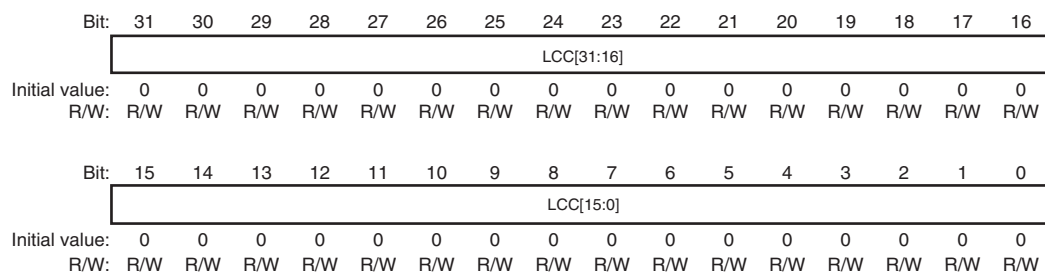 Bit: 31 30 29 28 27 26 25 24 23 22 21 20 19 18 17 16
LCC[31:16]
Initial value: 0 0 0 0 0 0 0 0 0 0 0 0 0 0 0 0
R/W: R/W R/W R/W R/W R/W R/W R/W R/W R/W R/W R/W R/W R/W R/W R/W R/W
Bit: 15 14 13 12 11 10 9 8 7 6 5 4 3 2 1 0
LCC[15:0]
Initial value: 0 0 0 0 0 0 0 0 0 0 0 0 0 0 0 0
R/W: R/W R/W R/W R/W R/W R/W R/W R/W R/W R/W R/W R/W R/W R/W R/W R/W